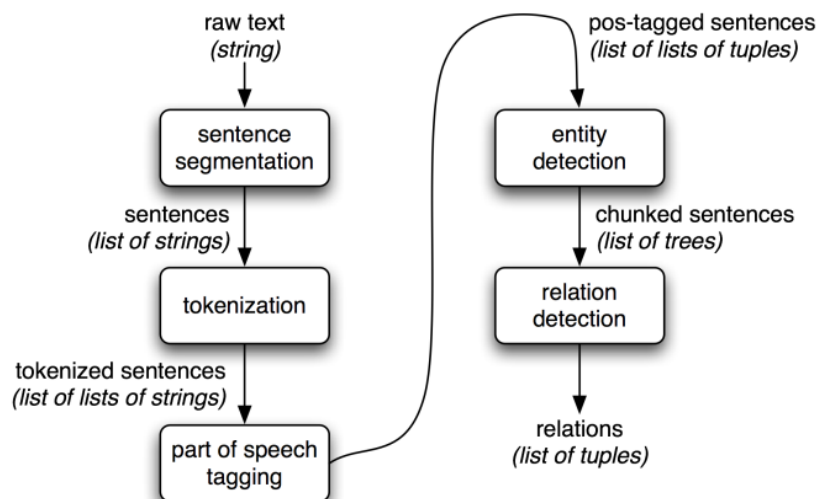 raw text
(string)
sentence
segmentation
sentences
(list of strings)
tokenization
tokenized sentences
(list of lists of strings)
part of speech
tagging
pos-tagged sentences
(list of lists of tuples)
entity
detection
chunked sentences
(list of trees)
relation
detection
relations
(list of tuples)